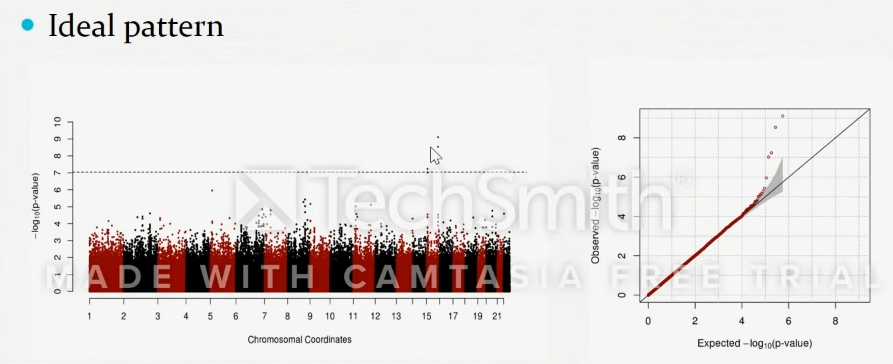 Ideal pattern
−log10(p-value)
0 1 2 3 4 5 6 7 8 9 10
1 2 3 4 5 6 7 8 9 10 11 12 13 15 17 19 21
Chromosomal Coordinates
Observed −log10(p-value)
0 2 4 6 8
0 2 4 6 8
Expected −log10(p-value)
TechSmith®
MADE WITH CAMTASIA FREE TRIAL